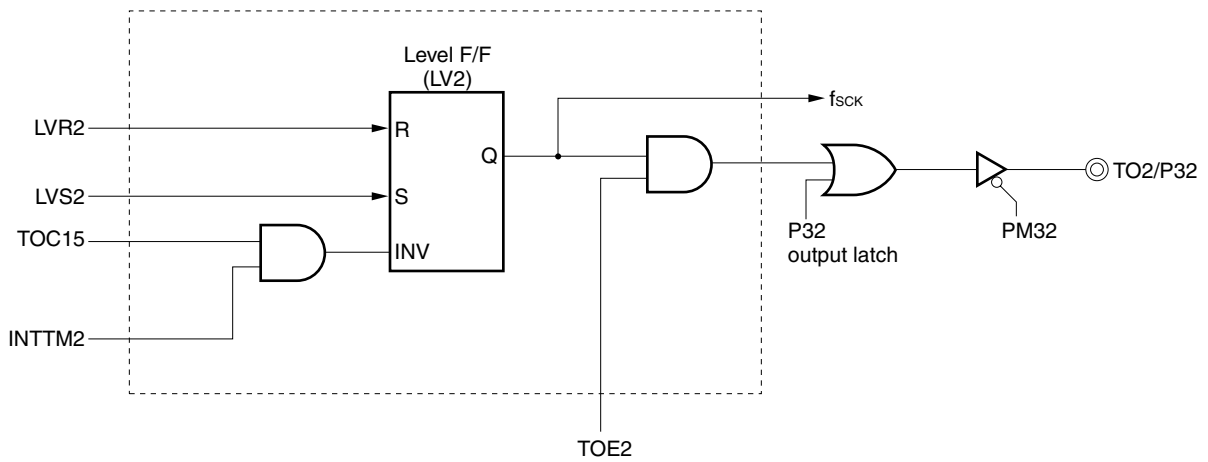 Level F/F
(LV2)
fSCK
LVR2
R
Q
LVS2
S
TO2/P32
TOC15
INV
P32
output latch
PM32
INTTM2
TOE2